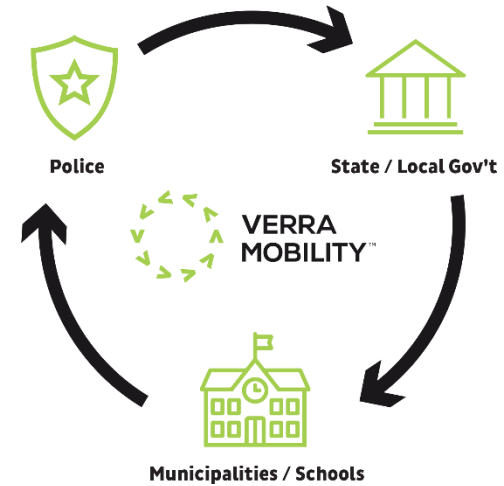 Police
State / Local Gov't
VERRA
MOBILITY™
Municipalities / Schools